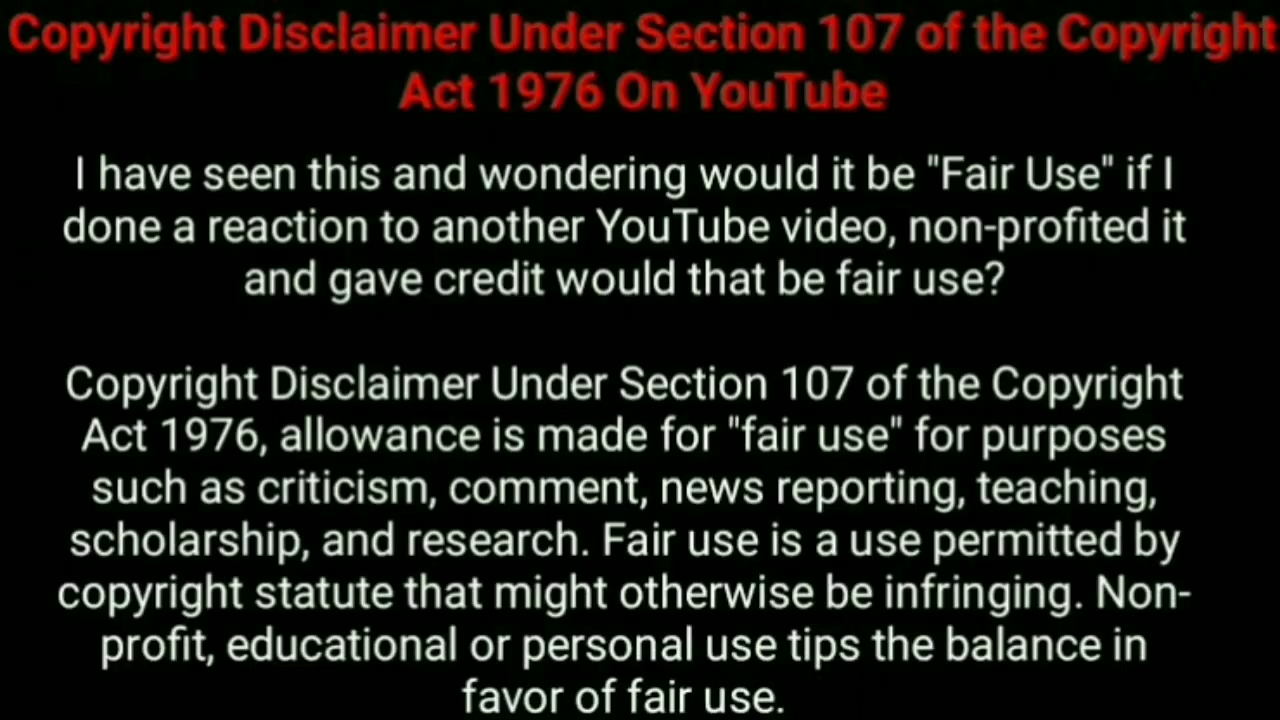 Copyright Disclaimer Under Section 107 of the Copyright
Act 1976 On YouTube
I have seen this and wondering would it be "Fair Use" if I
done a reaction to another YouTube video, non-profited it
and gave credit would that be fair use?
Copyright Disclaimer Under Section 107 of the Copyright
Act 1976, allowance is made for "fair use" for purposes
such as criticism, comment, news reporting, teaching,
scholarship, and research. Fair use is a use permitted by
copyright statute that might otherwise be infringing. Non-
profit, educational or personal use tips the balance in
favor of fair use.